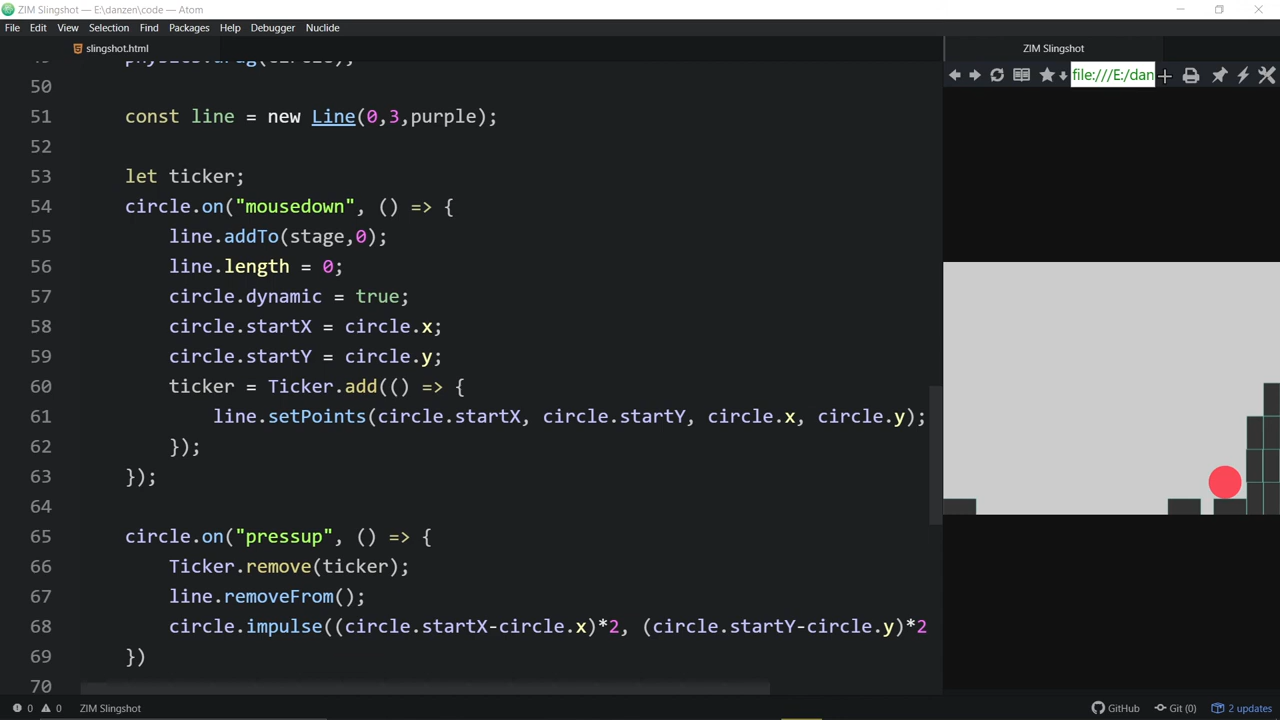 ZIM Slingshot — E:\danzen\code — Atom
File Edit View Selection Find Packages Help Debugger Nuclide
slingshot.html
ZIM Slingshot
file:///E:/dan
50
51 const line = new Line(0,3,purple);
52
53 let ticker;
54 circle.on("mousedown", () => {
55 line.addTo(stage,0);
56 line.length = 0;
57 circle.dynamic = true;
58 circle.startX = circle.x;
59 circle.startY = circle.y;
60 ticker = Ticker.add(() => {
61 line.setPoints(circle.startX, circle.startY, circle.x, circle.y);
62 });
63 });
64
65 circle.on("pressup", () => {
66 Ticker.remove(ticker);
67 line.removeFrom();
68 circle.impulse((circle.startX-circle.x)*2, (circle.startY-circle.y)*2
69 })
70
0 0 ZIM Slingshot GitHub Git (0) 2 updates